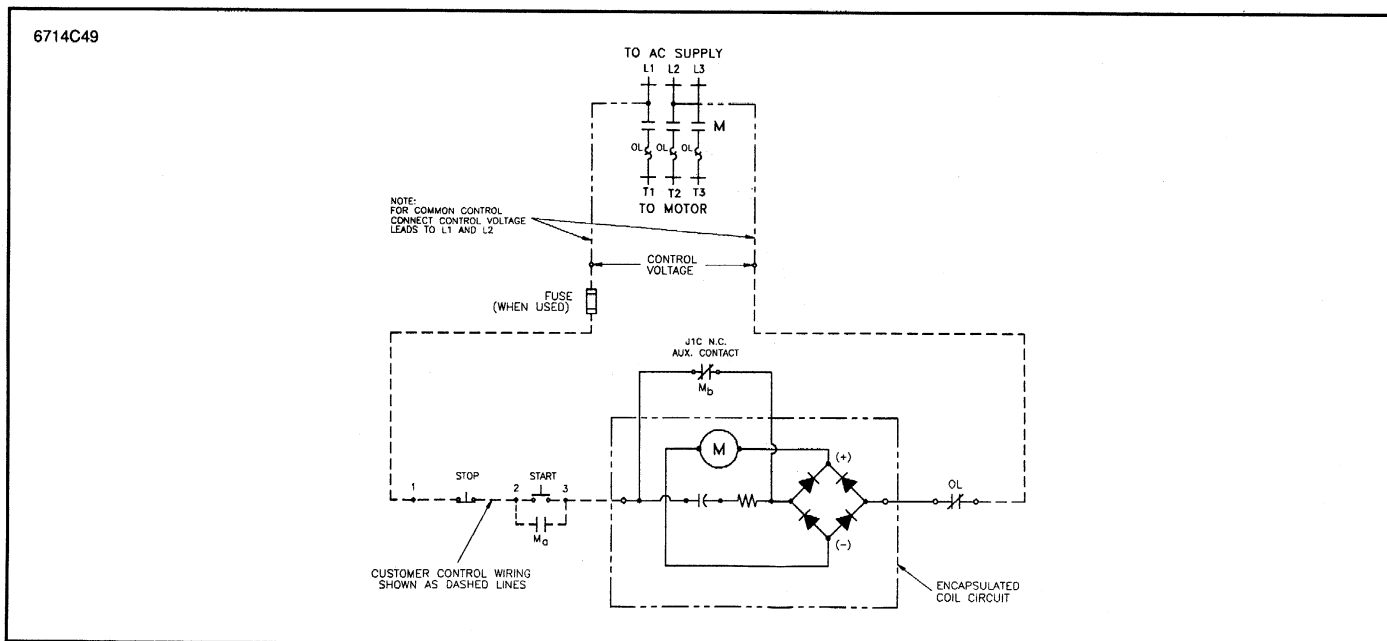 6714C49
TO AC SUPPLY
L1 L2 L3
M
OL OL OL
T1 T2 T3
TO MOTOR
NOTE:
FOR COMMON CONTROL
CONNECT CONTROL VOLTAGE
LEADS TO L1 AND L2
CONTROL
VOLTAGE
FUSE
(WHEN USED)
J1C N.C.
AUX. CONTACT
Mb
M
(+)
STOP
START
OL
1
2
3
Ma
(-)
CUSTOMER CONTROL WIRING
SHOWN AS DASHED LINES
ENCAPSULATED
COIL CIRCUIT